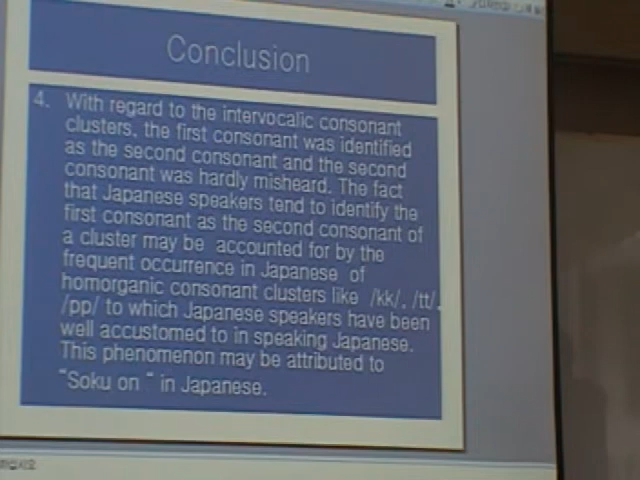 Conclusion
4. With regard to the intervocalic consonant
clusters, the first consonant was identified
as the second consonant and the second
consonant was hardly misheard. The fact
that Japanese speakers tend to identify the
first consonant as the second consonant of
a cluster may be accounted for by the
frequent occurrence in Japanese of
homorganic consonant clusters like /kk/, /tt/,
/pp/ to which Japanese speakers have been
well accustomed to in speaking Japanese.
This phenomenon may be attributed to
“Soku on “ in Japanese.